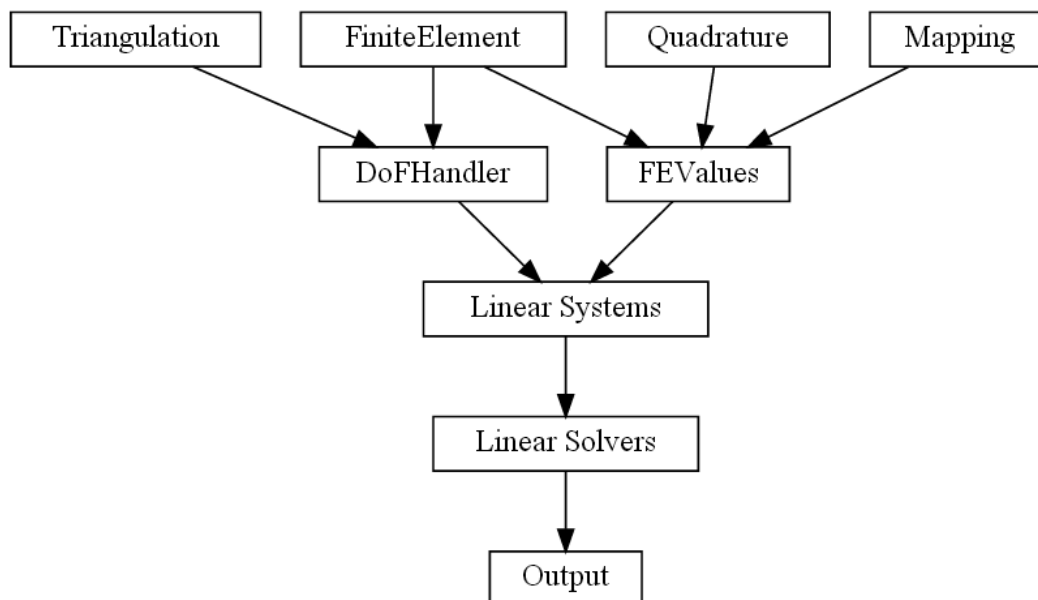 Triangulation
FiniteElement
Quadrature
Mapping
DoFHandler
FEValues
Linear Systems
Linear Solvers
Output